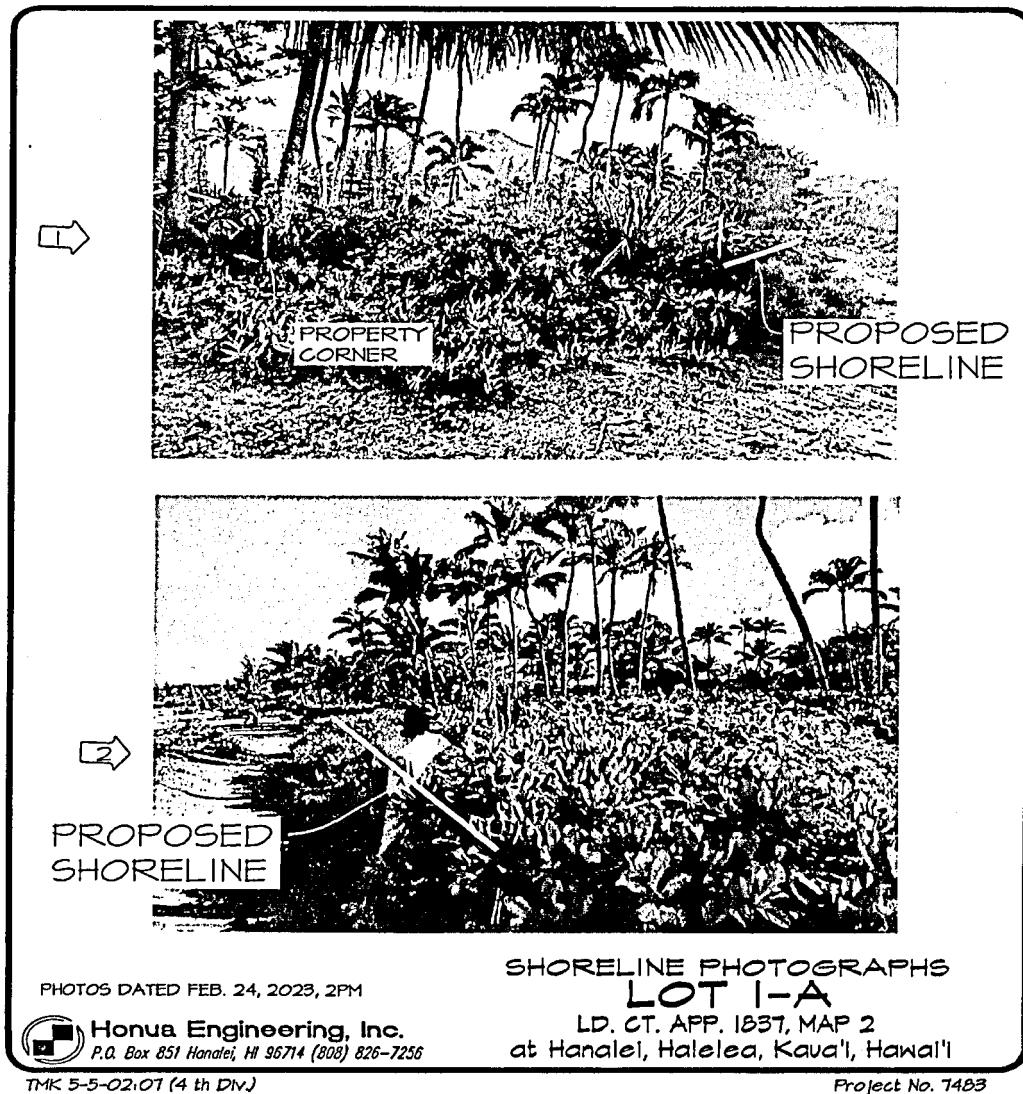 1
PROPERTY
CORNER
PROPOSED
SHORELINE
2
PROPOSED
SHORELINE
PHOTOS DATED FEB. 24, 2023, 2PM
Honua Engineering, Inc.
P.O. Box 851 Hanalei, HI 96714 (808) 826-7256
SHORELINE PHOTOGRAPHS
LOT 1-A
LD. CT. APP. 1837, MAP 2
at Hanalei, Halelea, Kaua'i, Hawai'i
TMK 5-5-02:07 (4 th Div.)
Project No. 7483